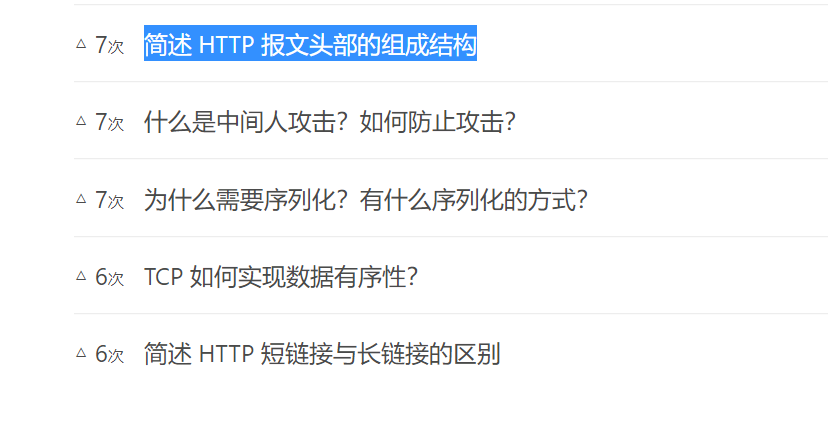 △ 7次 简述 HTTP 报文头部的组成结构
△ 7次 什么是中间人攻击？如何防止攻击？
△ 7次 为什么需要序列化？有什么序列化的方式？
△ 6次 TCP 如何实现数据有序性？
△ 6次 简述 HTTP 短链接与长链接的区别